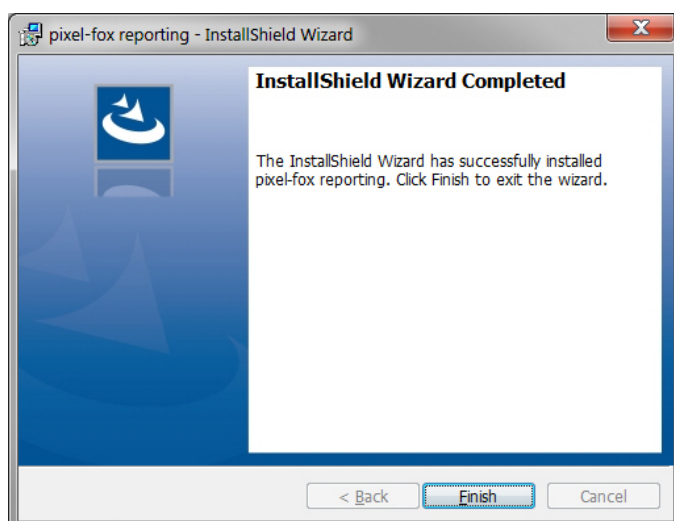 pixel-fox reporting - InstallShield Wizard
InstallShield Wizard Completed
The InstallShield Wizard has successfully installed
pixel-fox reporting. Click Finish to exit the wizard.
< Back
Finish
Cancel